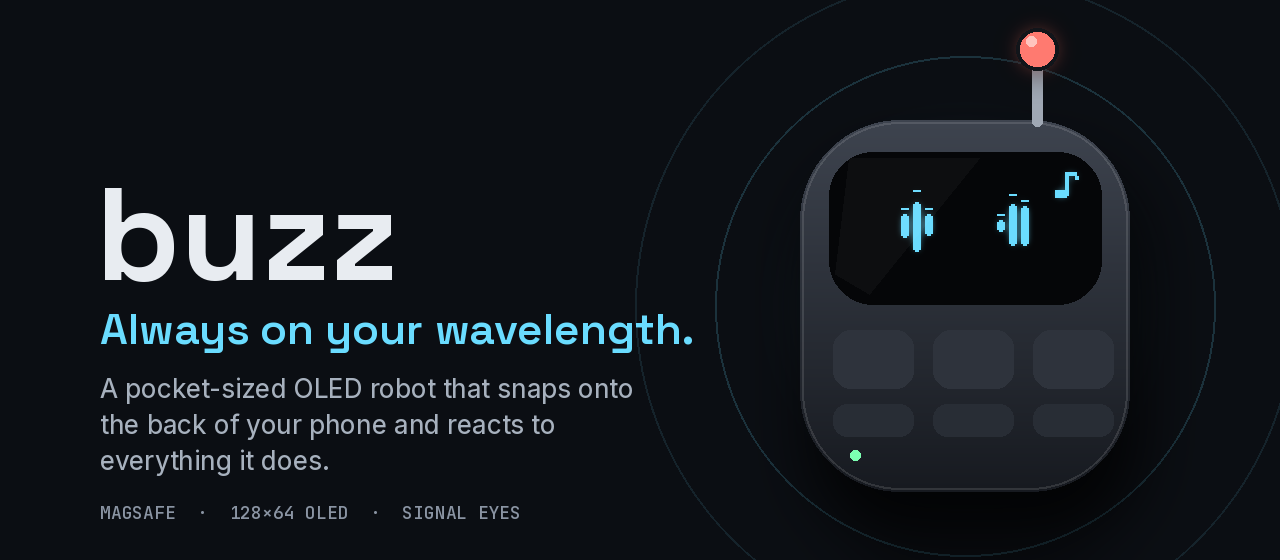 buzz
Always on your wavelength.
A pocket-sized OLED robot that snaps onto
the back of your phone and reacts to
everything it does.
MAGSAFE · 128×64 OLED · SIGNAL EYES